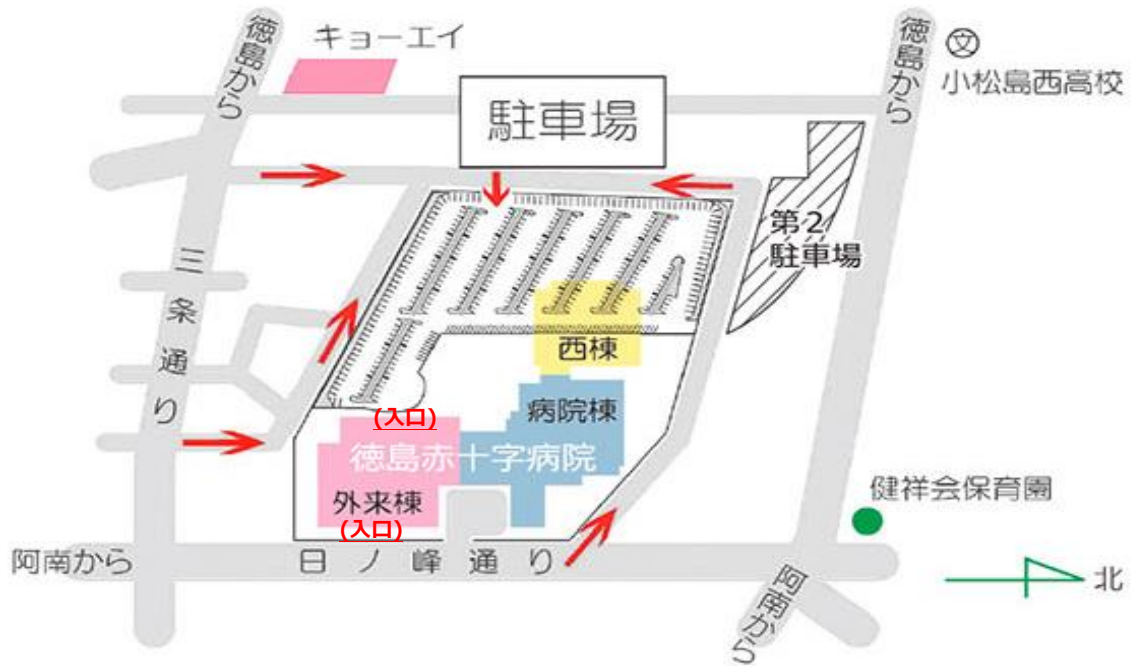 徳島から
キョーエイ
駐車場
徳島から
文
小松島西高校
第2
駐車場
三条通り
西棟
病院棟
(入口)
徳島赤十字病院
外来棟
(入口)
健祥会保育園
阿南から
日ノ峰通り
阿南から
北